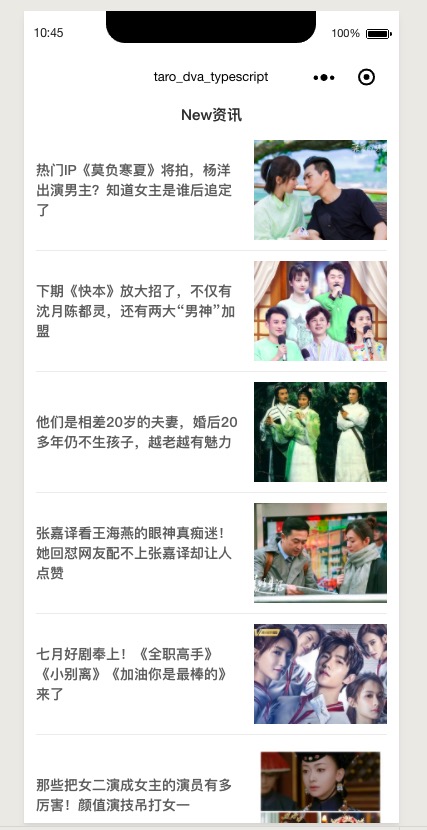 10:45
100%
taro_dva_typescript
New资讯
热门IP《莫负寒夏》将拍，杨洋
出演男主？知道女主是谁后追定
了
下期《快本》放大招了，不仅有
沈月陈都灵，还有两大“男神”加
盟
他们是相差20岁的夫妻，婚后20
多年仍不生孩子，越老越有魅力
张嘉译看王海燕的眼神真痴迷！
她回怼网友配不上张嘉译却让人
点赞
七月好剧奉上！《全职高手》
《小别离》《加油你是最棒的》
来了
那些把女二演成女主的演员有多
厉害！颜值演技吊打女一